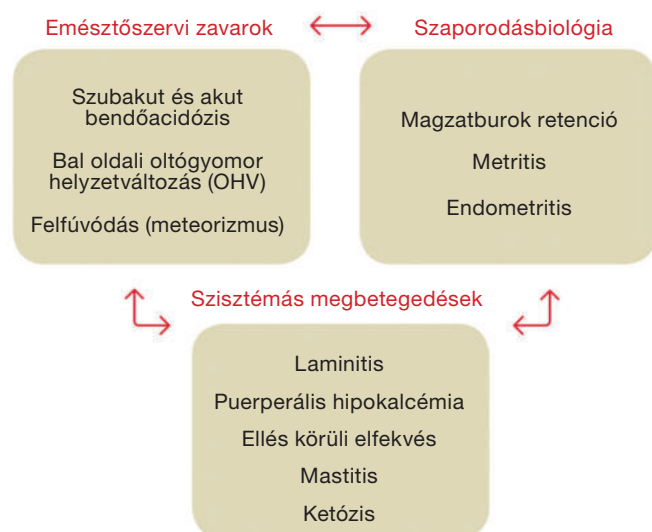 Emésztőszervi zavarok
Szaporodásbiológia
Szubakut és akut
bendőacidózis
Bal oldali oltógyomor
helyzetváltozás (OHV)
Felfúvódás (meteorizmus)
Magzatburok retenció
Metritis
Endometritis
Szisztémás megbetegedések
Laminitis
Puerperális hipokalcémia
Ellés körüli elfekvés
Mastitis
Ketózis